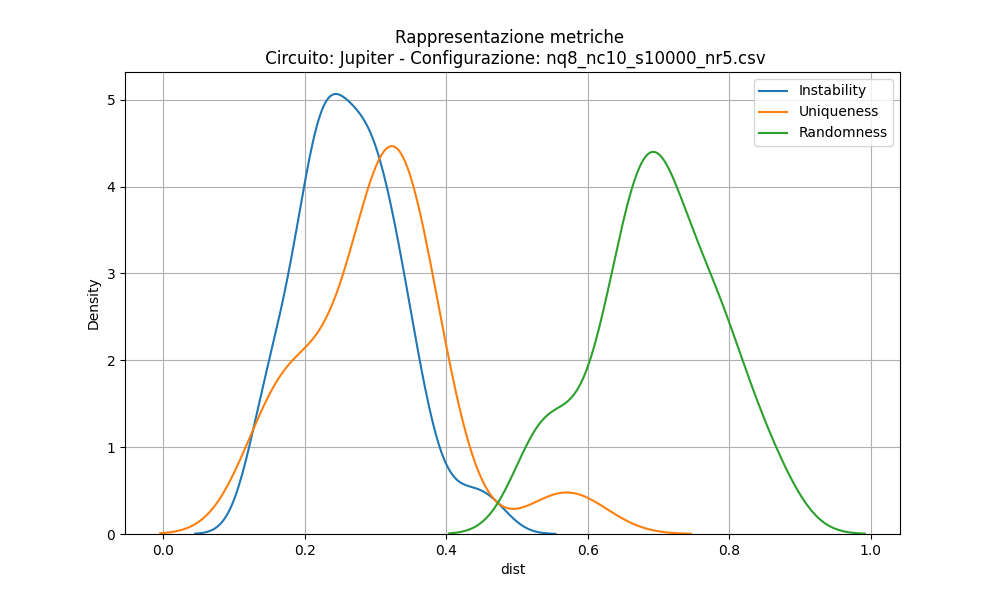 Rappresentazione metriche
Circuito: Jupiter - Configurazione: nq8_nc10_s10000_nr5.csv
Instability
Uniqueness
Randomness
5
4
3
2
1
0
Density
0.0 0.2 0.4 0.6 0.8 1.0
dist